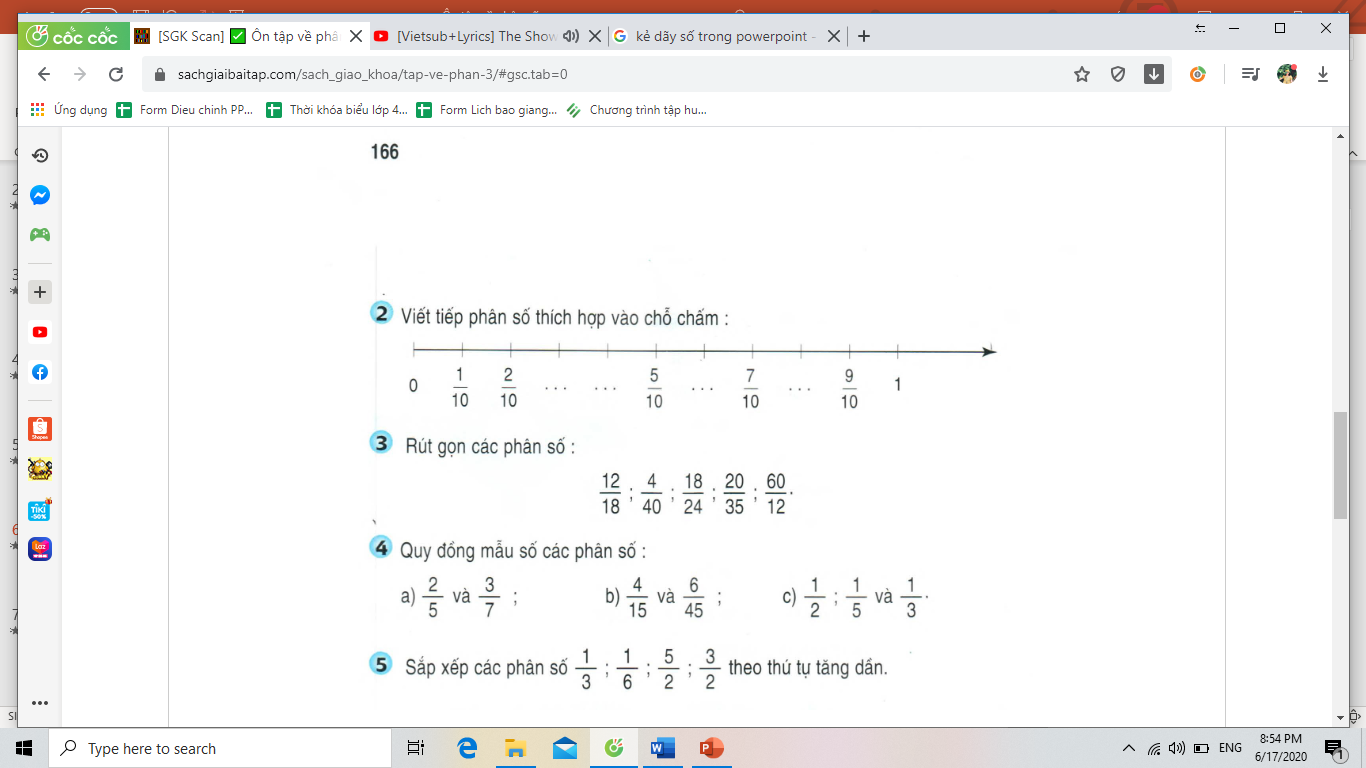 cốc cốc
[SGK Scan] ✅ Ôn tập về phâ
[Vietsub+Lyrics] The Show
kẻ dãy số trong powerpoint -
sachgiaibaitap.com/sach_giao_khoa/tap-ve-phan-3/#gsc.tab=0
Ứng dụng
Form Dieu chinh PP...
Thời khóa biểu lớp 4...
Form Lich bao giang...
Chương trình tập hu...
166
2 Viết tiếp phân số thích hợp vào chỗ chấm :
0 1/10 2/10 ... ... 5/10 ... 7/10 ... 9/10 1
3 Rút gọn các phân số :
12/18 ; 4/40 ; 18/24 ; 20/35 ; 60/12.
4 Quy đồng mẫu số các phân số :
a) 2/5 và 3/7 ; b) 4/15 và 6/45 ; c) 1/2 ; 1/5 và 1/3.
5 Sắp xếp các phân số 1/3 ; 1/6 ; 5/2 ; 3/2 theo thứ tự tăng dần.
Type here to search
ENG
8:54 PM
6/17/2020